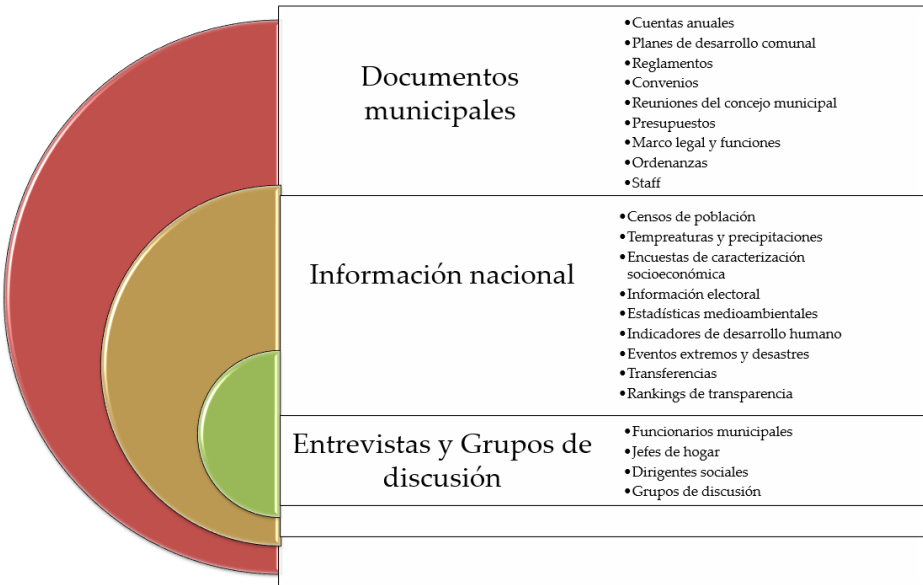 Documentos
municipales
•Cuentas anuales
•Planes de desarrollo comunal
•Reglamentos
•Convenios
•Reuniones del concejo municipal
•Presupuestos
•Marco legal y funciones
•Ordenanzas
•Staff
Información nacional
•Censos de población
•Tempreaturas y precipitaciones
•Encuestas de caracterización
socioeconómica
•Información electoral
•Estadísticas medioambientales
•Indicadores de desarrollo humano
•Eventos extremos y desastres
•Transferencias
•Rankings de transparencia
Entrevistas y Grupos de
discusión
•Funcionarios municipales
•Jefes de hogar
•Dirigentes sociales
•Grupos de discusión